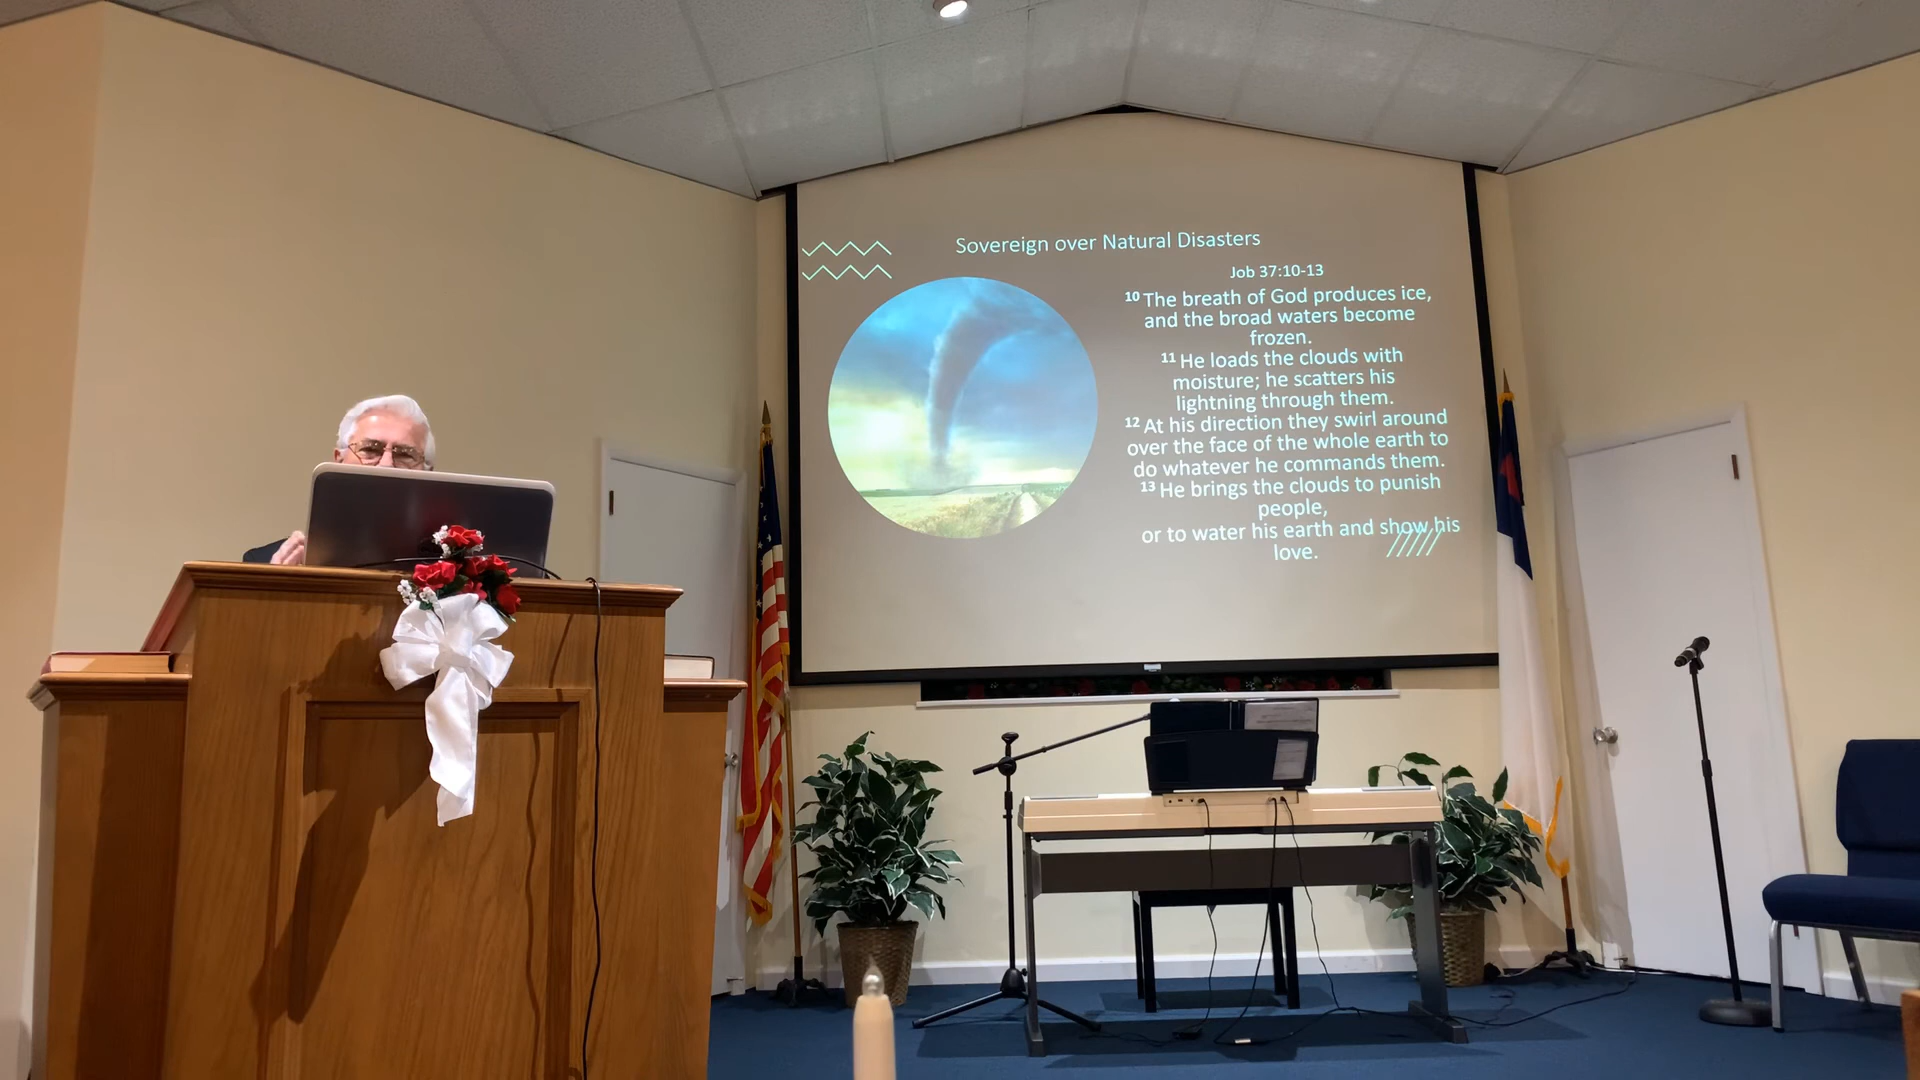 Sovereign over Natural Disasters
Job 37:10-13
10 The breath of God produces ice,
and the broad waters become
frozen.
11 He loads the clouds with
moisture; he scatters his
lightning through them.
12 At his direction they swirl around
over the face of the whole earth to
do whatever he commands them.
13 He brings the clouds to punish
people,
or to water his earth and show his
love.